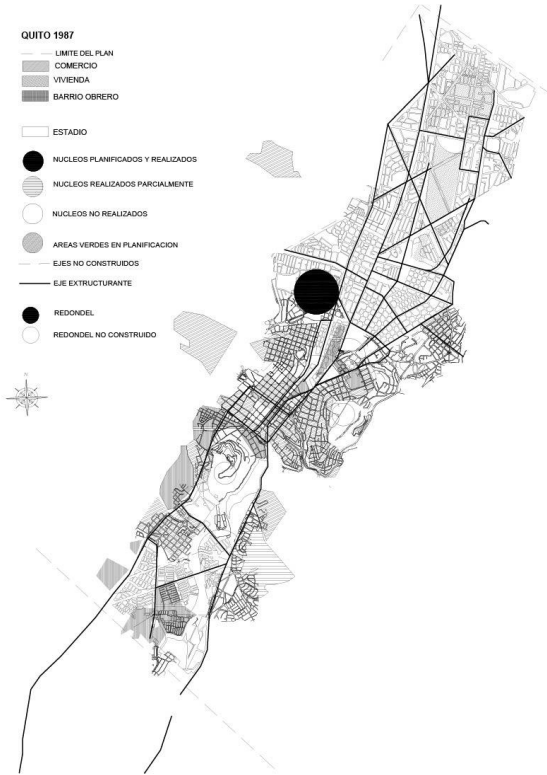 QUITO 1987
LIMITE DEL PLAN
COMERCIO
VIVIENDA
BARRIO OBRERO
ESTADIO
NUCLEOS PLANIFICADOS Y REALIZADOS
NUCLEOS REALIZADOS PARCIALMENTE
NUCLEOS NO REALIZADOS
AREAS VERDES EN PLANIFICACION
EJES NO CONSTRUIDOS
EJE EXTRUCTURANTE
REDONDEL
REDONDEL NO CONSTRUIDO